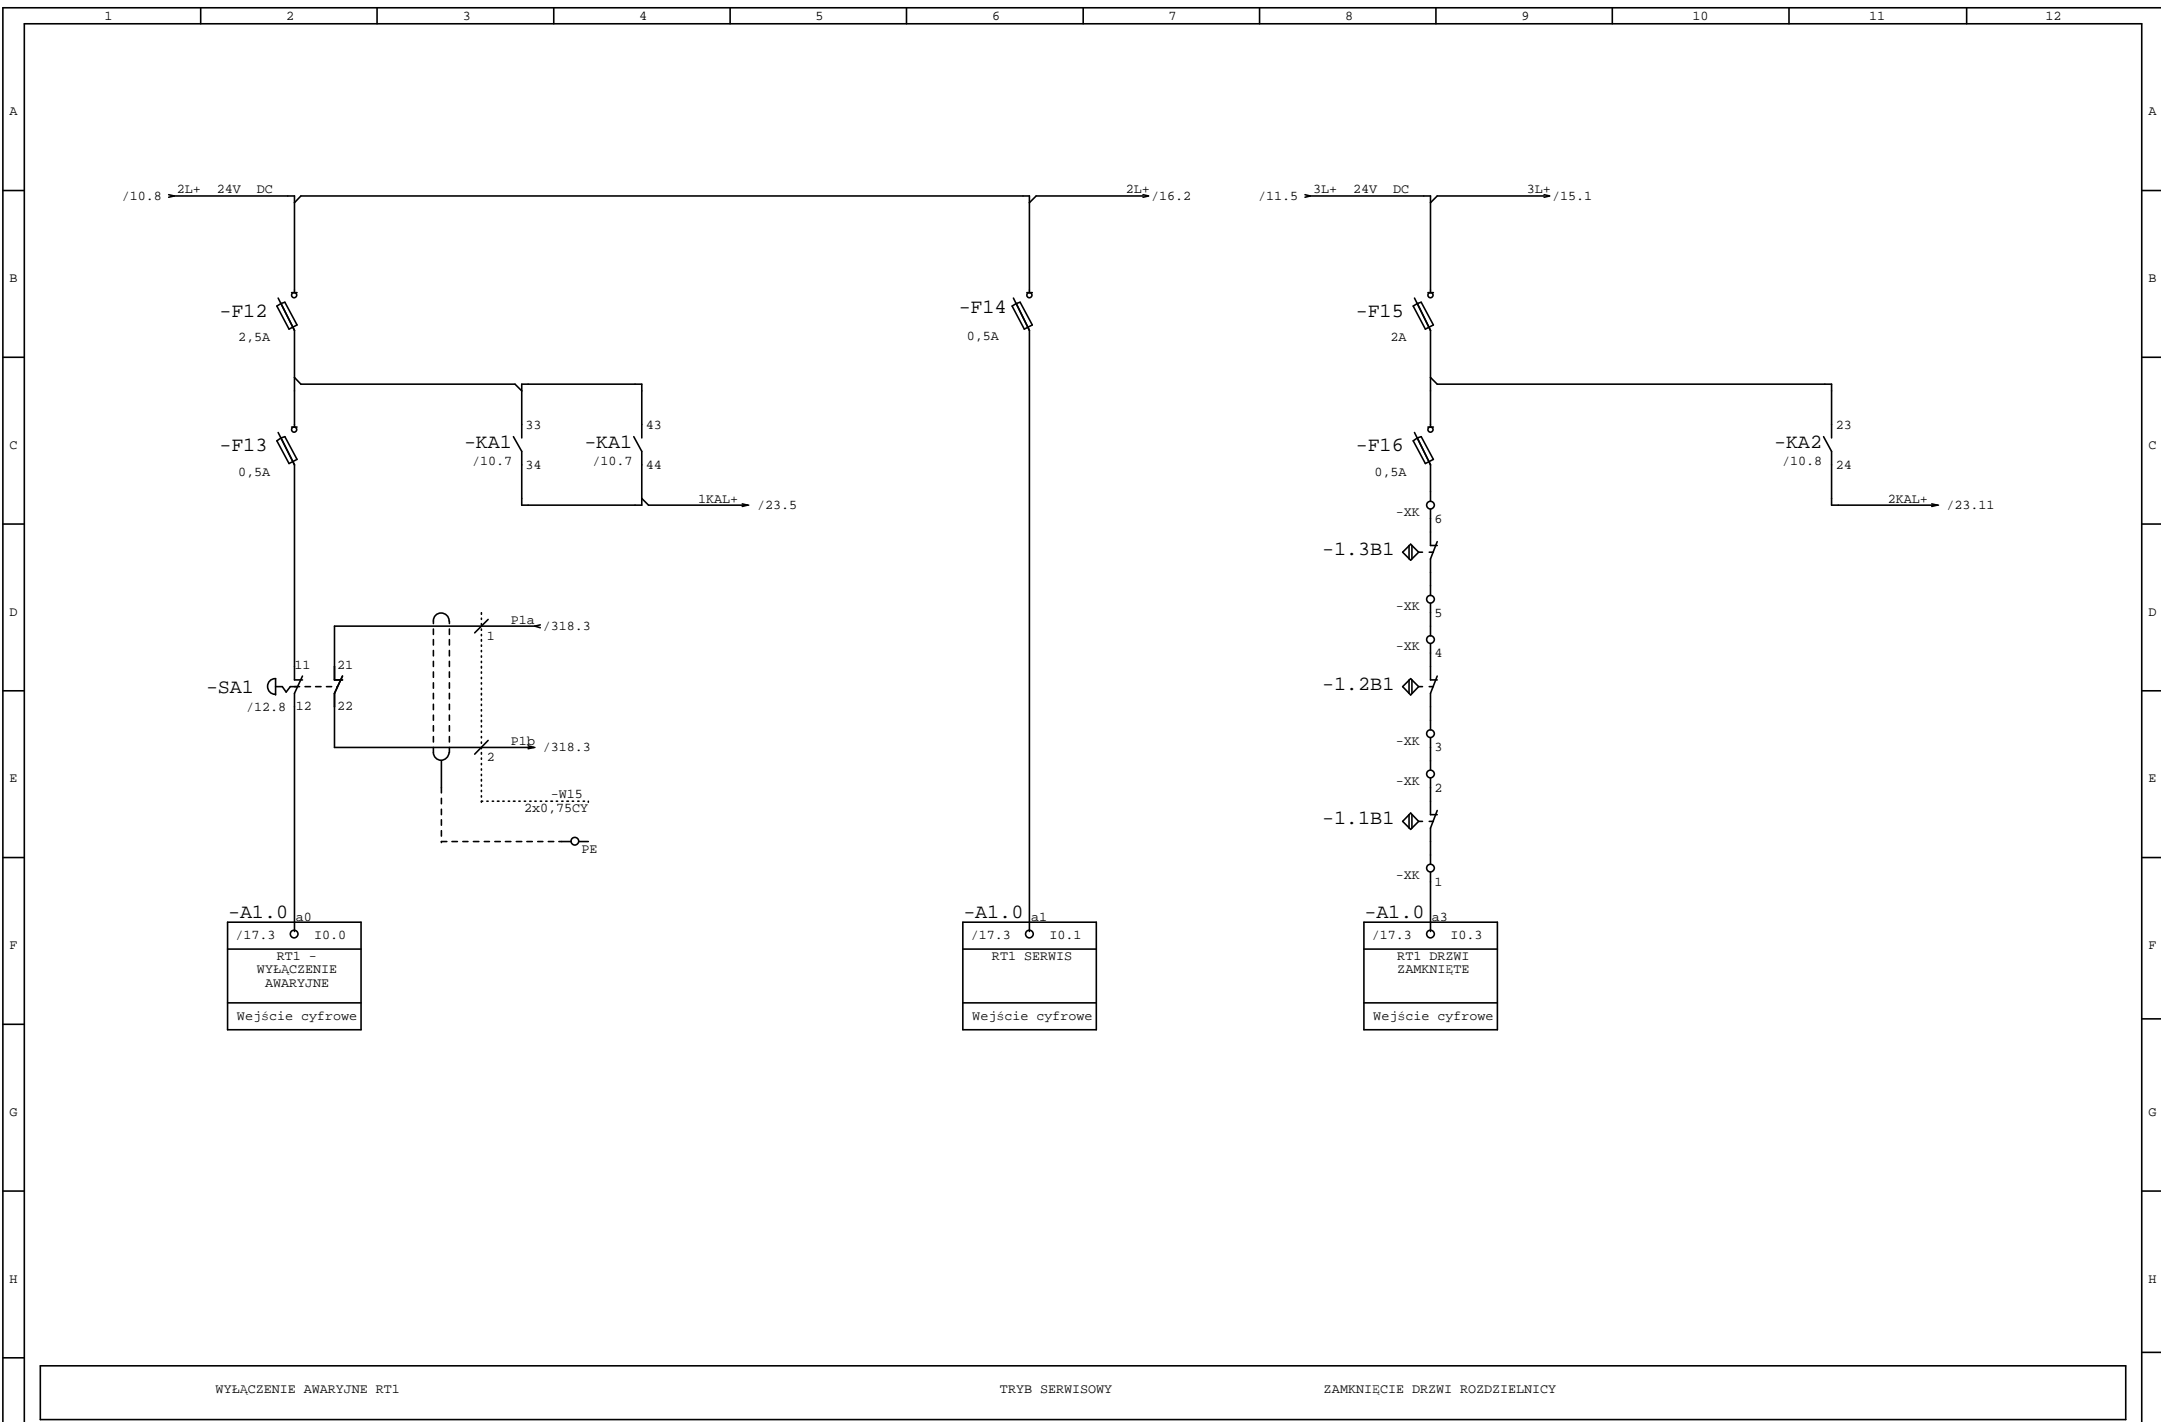 1 2 3 4 5 6 7 8 9 10 11 12
A A
/10.8 2L+ 24V DC 2L+ /16.2 /11.5 3L+ 24V DC 3L+ /15.1
B B
-F12 -F14 -F15
2,5A 0,5A 2A
33 43 23
C -F13 -KA1 -KA1 -F16 -KA2 C
/10.7 34 /10.7 44 /10.8 24
0,5A 0,5A
1KAL+ /23.5 2KAL+ /23.11
-XK 6
-1.3B1
D -XK 5 D
P1a /318.3
1
-XK 4
11 21
-SA1 -1.2B1
/12.8 12 22
P1b /318.3 -XK 3
2
E -XK 2 E
-W15
2x0,75CY
-1.1B1
PE
-XK 1
-A1.0 a0 -A1.0 a1 -A1.0 a3
F /17.3 I0.0 /17.3 I0.1 /17.3 I0.3 F
RT1 - RT1 SERWIS RT1 DRZWI
WYŁĄCZENIE ZAMKNIĘTE
AWARYJNE
Wejście cyfrowe Wejście cyfrowe Wejście cyfrowe
G G
H H
WYŁĄCZENIE AWARYJNE RT1 TRYB SERWISOWY ZAMKNIĘCIE DRZWI ROZDZIELNICY